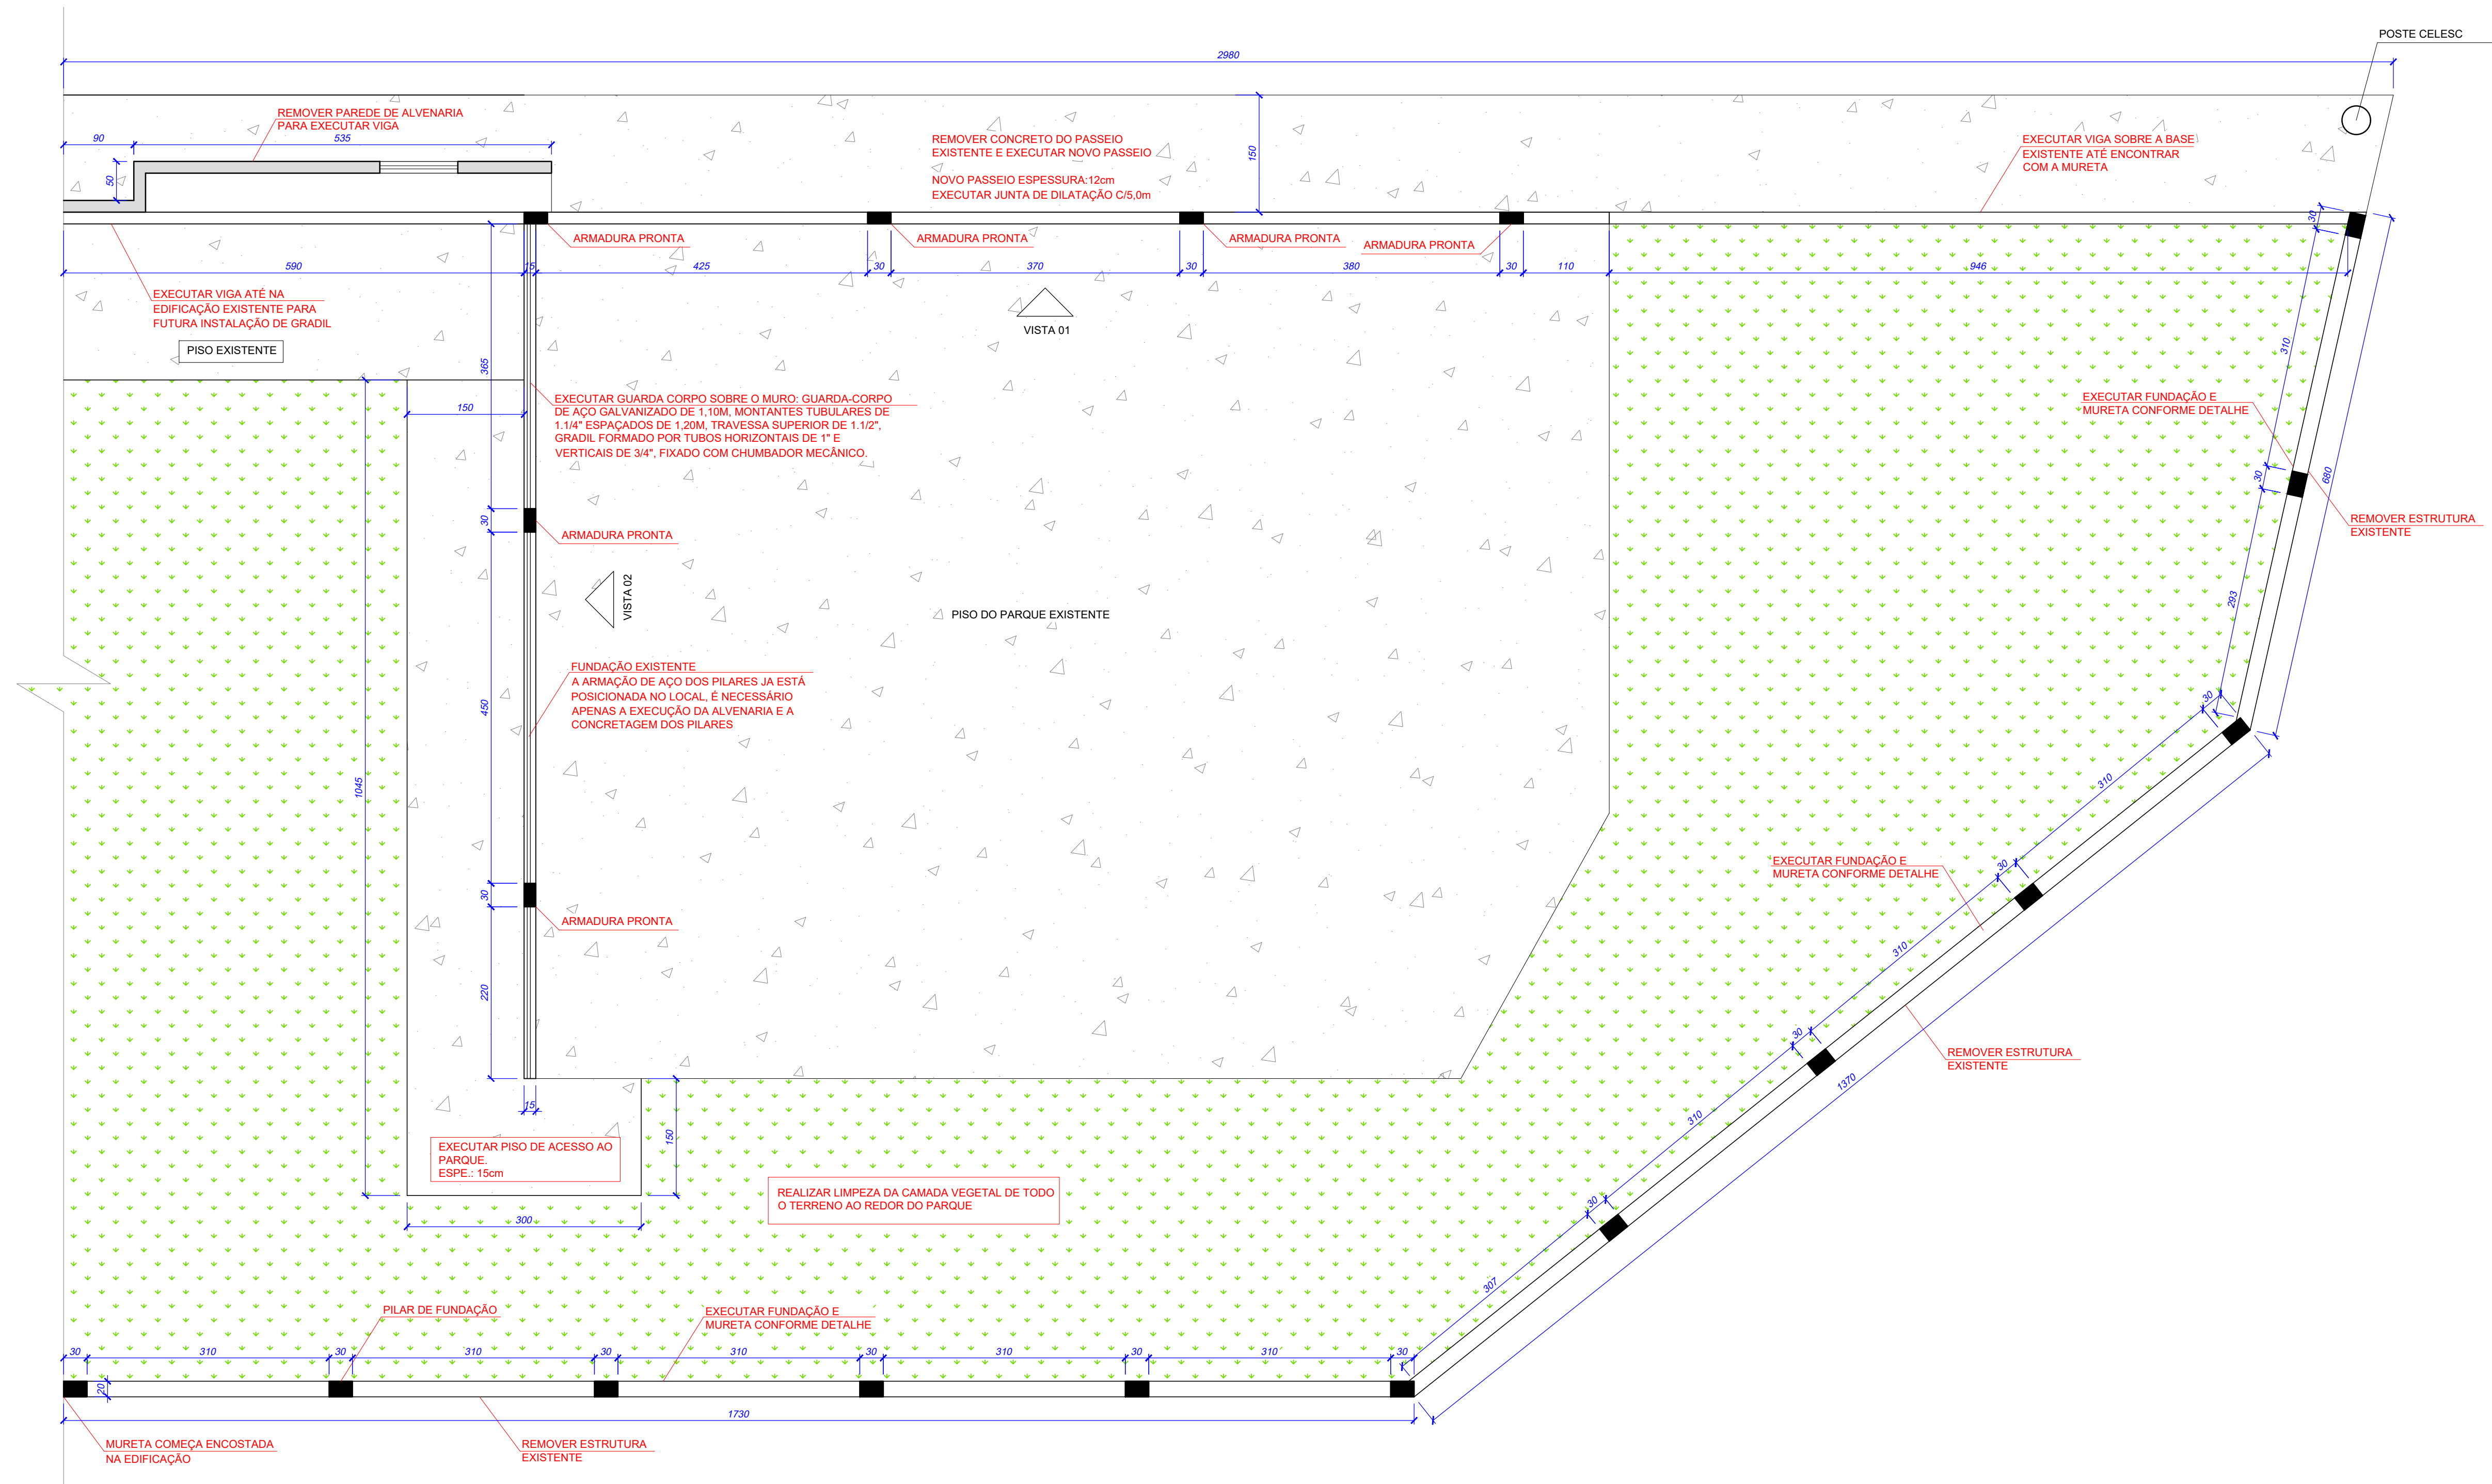 POSTE CELESC
2980
REMOVER PAREDE DE ALVENARIA
PARA EXECUTAR VIGA
90
535
50
REMOVER CONCRETO DO PASSEIO
EXISTENTE E EXECUTAR NOVO PASSEIO
NOVO PASSEIO ESPESSURA:12cm
EXECUTAR JUNTA DE DILATAÇÃO C/5,0m
150
EXECUTAR VIGA SOBRE A BASE
EXISTENTE ATÉ ENCONTRAR
COM A MURETA
ARMADURA PRONTA
ARMADURA PRONTA
ARMADURA PRONTA
ARMADURA PRONTA
30
590
15
425
30
370
30
380
30
110
946
EXECUTAR VIGA ATÉ NA
EDIFICAÇÃO EXISTENTE PARA
FUTURA INSTALAÇÃO DE GRADIL
PISO EXISTENTE
VISTA 01
365
310
150
EXECUTAR GUARDA CORPO SOBRE O MURO: GUARDA-CORPO
DE AÇO GALVANIZADO DE 1,10M, MONTANTES TUBULARES DE
1.1/4" ESPAÇADOS DE 1,20M, TRAVESSA SUPERIOR DE 1.1/2",
GRADIL FORMADO POR TUBOS HORIZONTAIS DE 1" E
VERTICAIS DE 3/4", FIXADO COM CHUMBADOR MECÂNICO.
EXECUTAR FUNDAÇÃO E
MURETA CONFORME DETALHE
30
680
30
ARMADURA PRONTA
REMOVER ESTRUTURA
EXISTENTE
VISTA 02
293
PISO DO PARQUE EXISTENTE
FUNDAÇÃO EXISTENTE
A ARMAÇÃO DE AÇO DOS PILARES JA ESTÁ
POSICIONADA NO LOCAL, É NECESSÁRIO
APENAS A EXECUÇÃO DA ALVENARIA E A
CONCRETAGEM DOS PILARES
450
30
1045
310
30
ARMADURA PRONTA
EXECUTAR FUNDAÇÃO E
MURETA CONFORME DETALHE
30
310
220
30
REMOVER ESTRUTURA
EXISTENTE
1370
15
310
150
EXECUTAR PISO DE ACESSO AO
PARQUE.
ESPE.: 15cm
REALIZAR LIMPEZA DA CAMADA VEGETAL DE TODO
O TERRENO AO REDOR DO PARQUE
30
300
307
PILAR DE FUNDAÇÃO
EXECUTAR FUNDAÇÃO E
MURETA CONFORME DETALHE
30
310
30
310
30
310
30
310
30
310
30
20
1730
MURETA COMEÇA ENCOSTADA
NA EDIFICAÇÃO
REMOVER ESTRUTURA
EXISTENTE